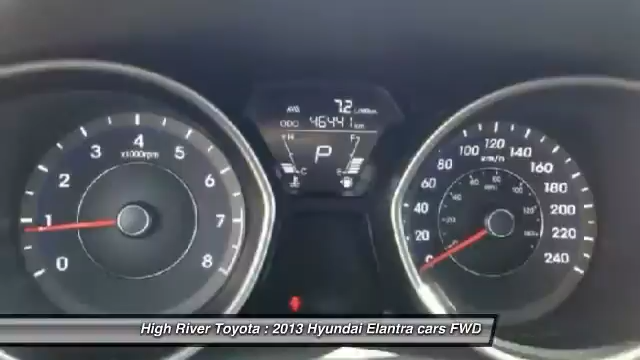 AVG 7.2 L/100km
ODO 46441 km
H F
P
C E
0 1 2 3 4 5 6 7 8
x1000rpm
0 20 40 60 80 100 120 140 160 180 200 220 240
km/h
High River Toyota : 2013 Hyundai Elantra cars FWD